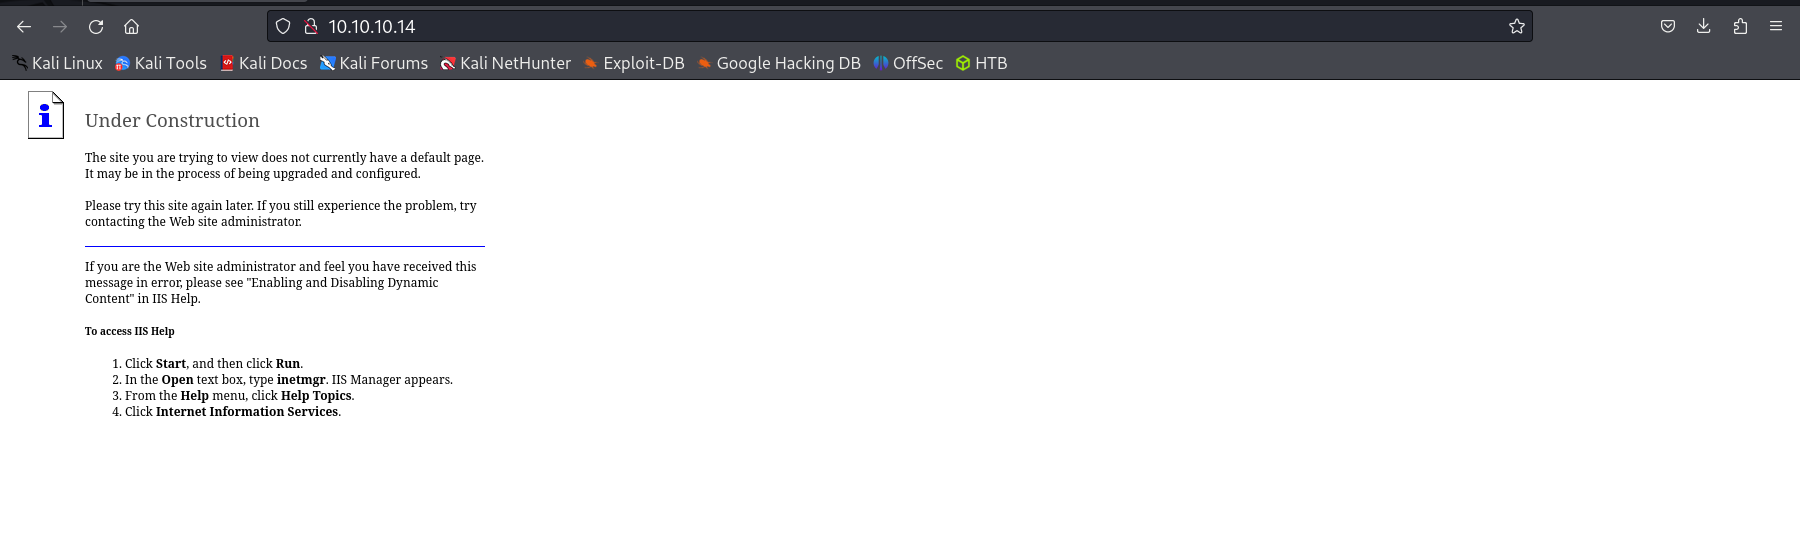 10.10.10.14
Kali Linux Kali Tools Kali Docs Kali Forums Kali NetHunter Exploit-DB Google Hacking DB OffSec HTB
Under Construction
The site you are trying to view does not currently have a default page.
It may be in the process of being upgraded and configured.
Please try this site again later. If you still experience the problem, try
contacting the Web site administrator.
If you are the Web site administrator and feel you have received this
message in error, please see "Enabling and Disabling Dynamic
Content" in IIS Help.
To access IIS Help
1. Click Start, and then click Run.
2. In the Open text box, type inetmgr. IIS Manager appears.
3. From the Help menu, click Help Topics.
4. Click Internet Information Services.